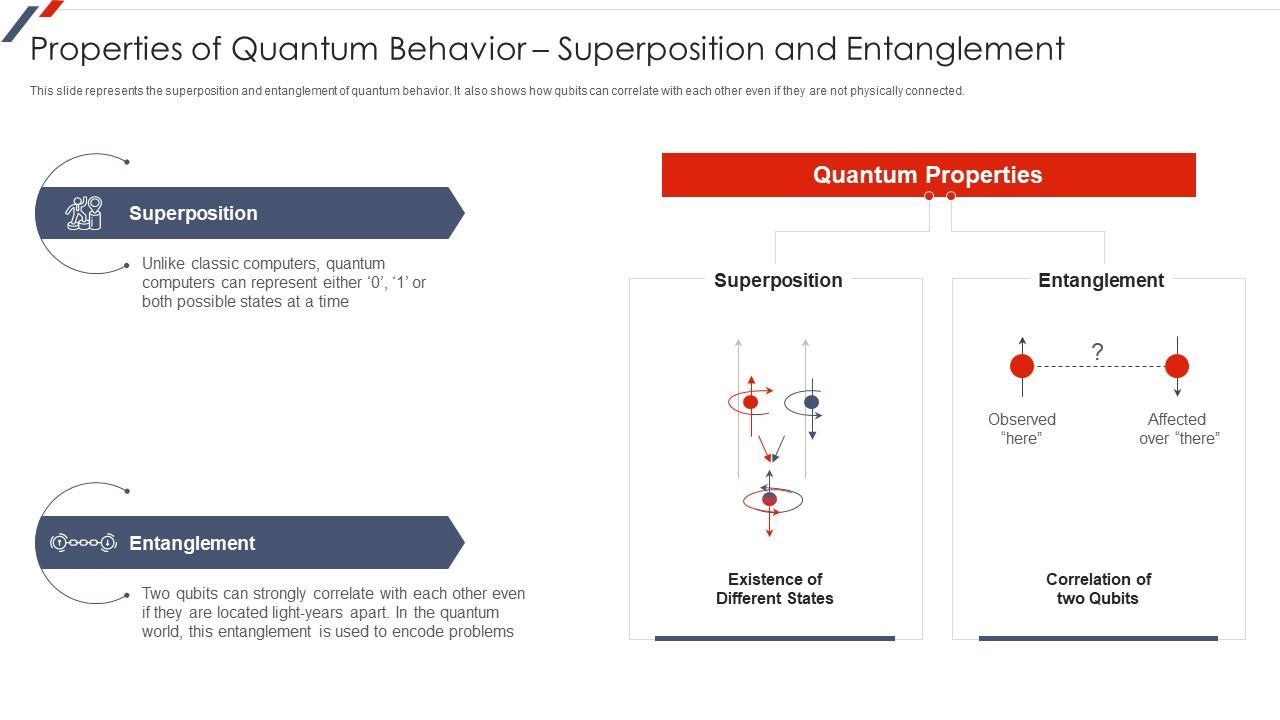 Properties of Quantum Behavior – Superposition and Entanglement
This slide represents the superposition and entanglement of quantum behavior. It also shows how qubits can correlate with each other even if they are not physically connected.
Superposition
Unlike classic computers, quantum
computers can represent either ‘0’, ‘1’ or
both possible states at a time
Entanglement
Two qubits can strongly correlate with each other even
if they are located light-years apart. In the quantum
world, this entanglement is used to encode problems
Quantum Properties
Superposition
Existence of
Different States
Entanglement
?
Observed
“here”
Affected
over “there”
Correlation of
two Qubits